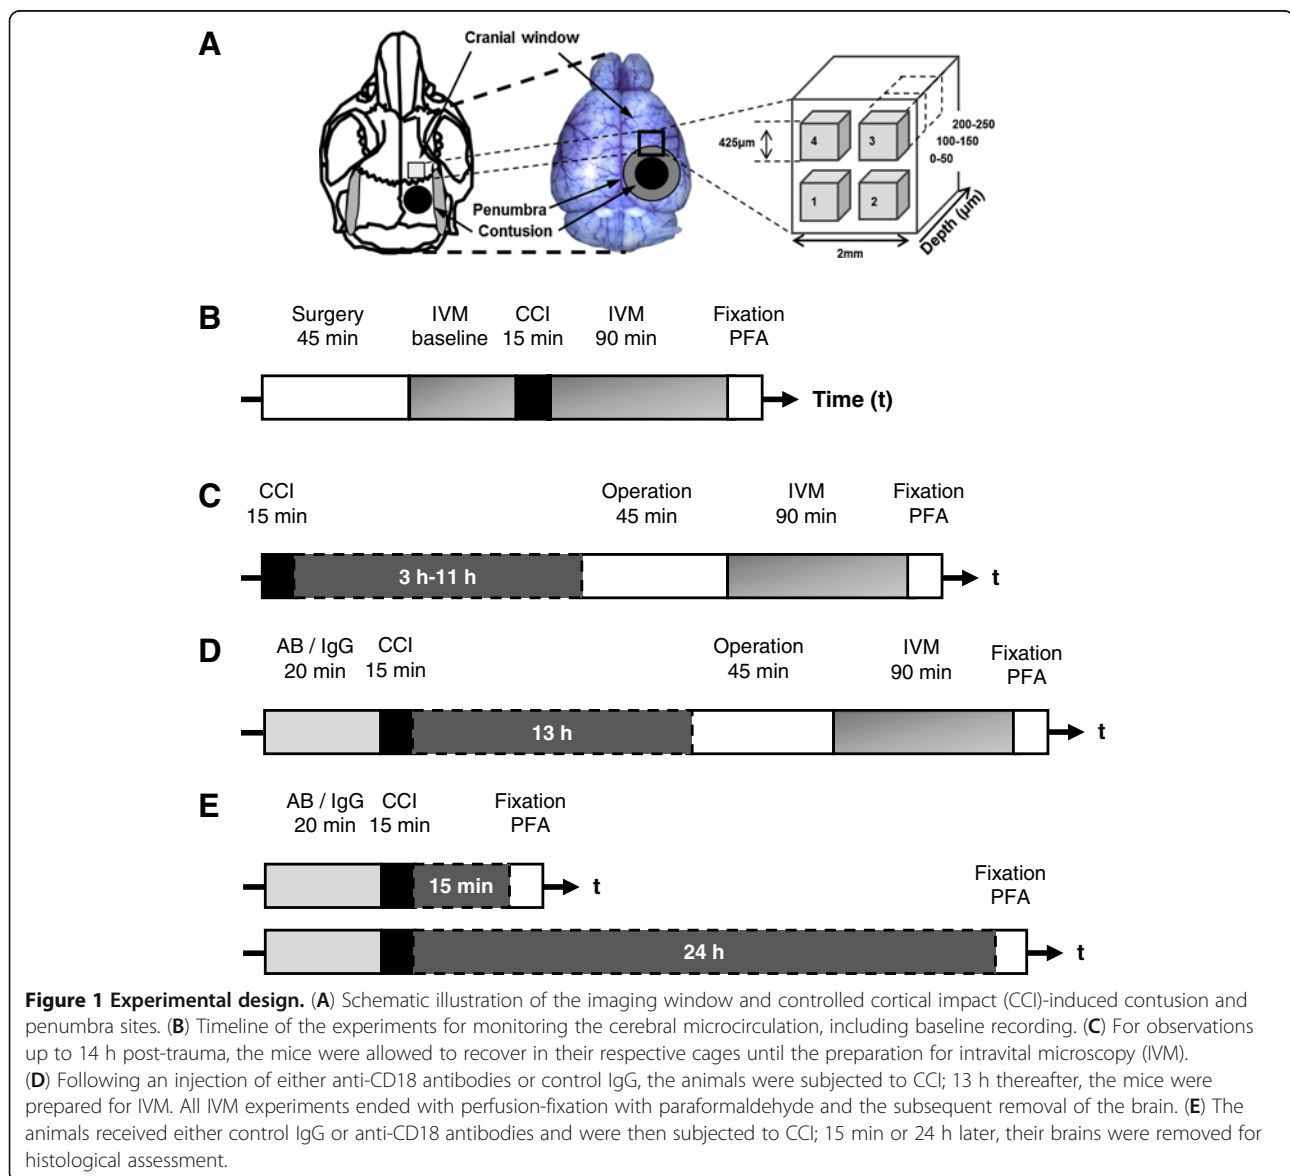 A
Cranial window
Penumbra
Contusion
425µm
4
3
1
2
2mm
200-250
100-150
0-50
Depth (µm)
B
Surgery
45 min
IVM
baseline
CCI
15 min
IVM
90 min
Fixation
PFA
Time (t)
C
CCI
15 min
Operation
45 min
IVM
90 min
Fixation
PFA
3 h-11 h
t
D
AB / IgG
20 min
CCI
15 min
Operation
45 min
IVM
90 min
Fixation
PFA
13 h
t
E
AB / IgG
20 min
CCI
15 min
Fixation
PFA
15 min
t
Fixation
PFA
24 h
t
Figure 1 Experimental design. (A) Schematic illustration of the imaging window and controlled cortical impact (CCI)-induced contusion and
penumbra sites. (B) Timeline of the experiments for monitoring the cerebral microcirculation, including baseline recording. (C) For observations
up to 14 h post-trauma, the mice were allowed to recover in their respective cages until the preparation for intravital microscopy (IVM).
(D) Following an injection of either anti-CD18 antibodies or control IgG, the animals were subjected to CCI; 13 h thereafter, the mice were
prepared for IVM. All IVM experiments ended with perfusion-fixation with paraformaldehyde and the subsequent removal of the brain. (E) The
animals received either control IgG or anti-CD18 antibodies and were then subjected to CCI; 15 min or 24 h later, their brains were removed for
histological assessment.